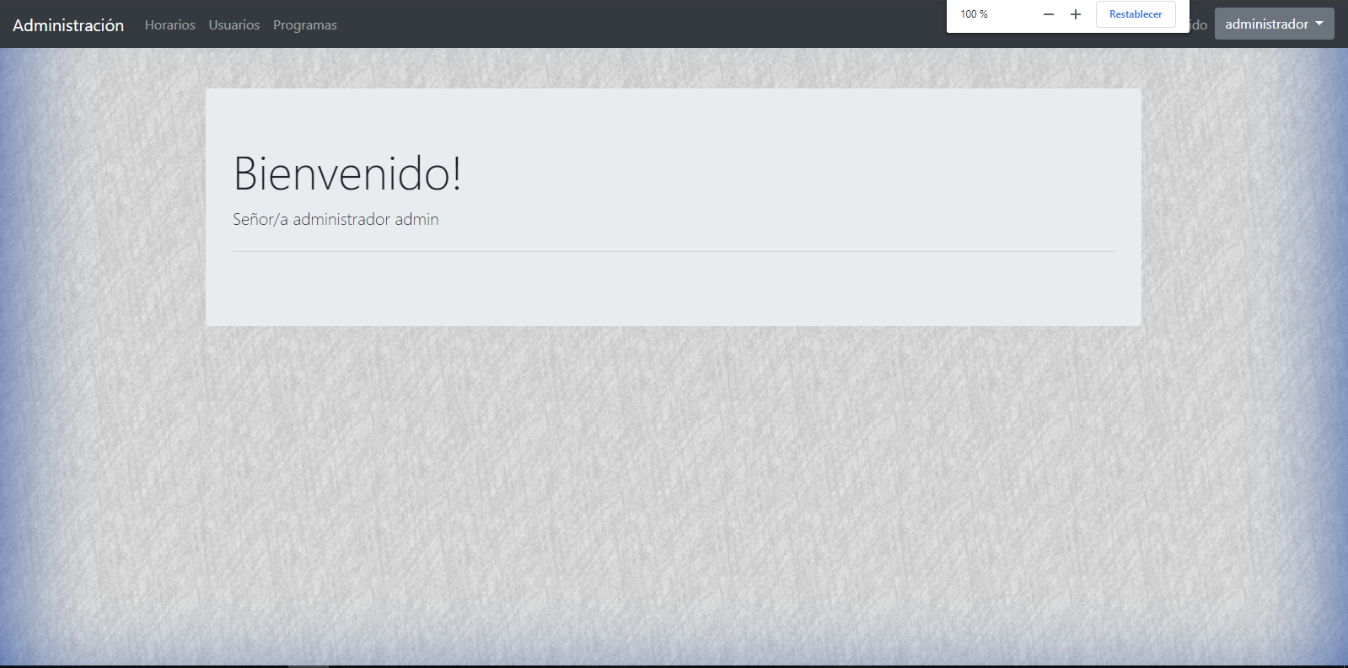 Administración Horarios Usuarios Programas 100 % Restablecer administrador
Bienvenido!
Señor/a administrador admin